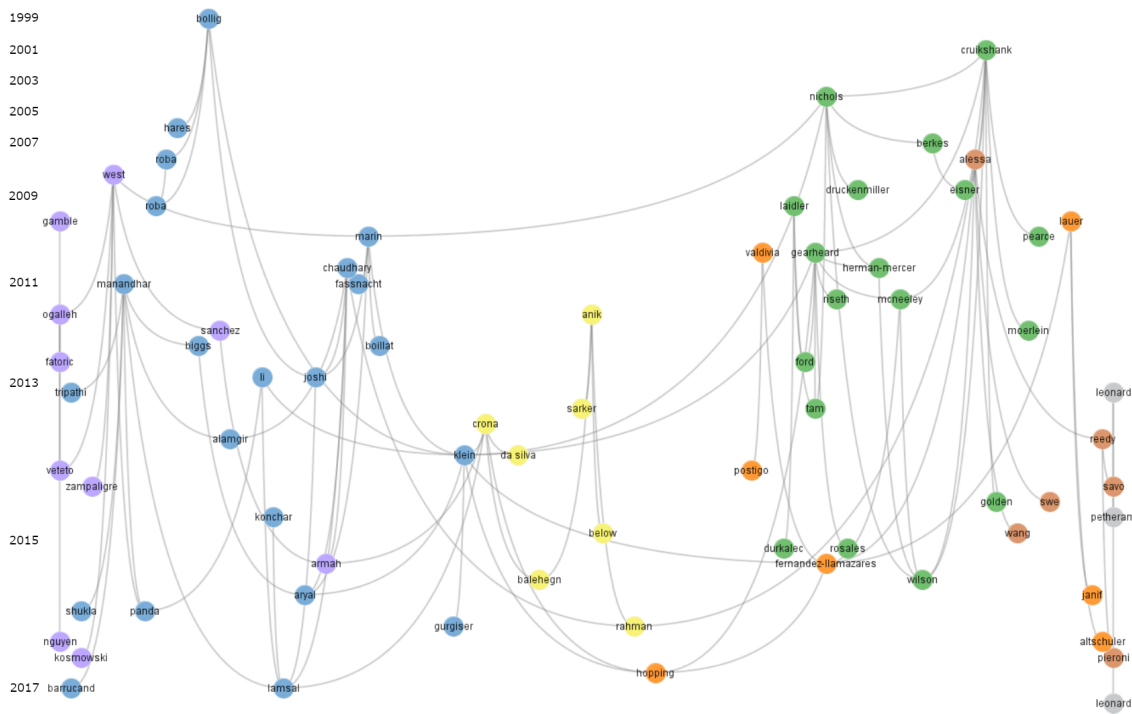 1999
bollig
2001
cruikshank
2003
nichols
2005
hares
2007
berkes
roba
alessa
west
2009
druckenmiller
eisner
roba
laidler
gamble
lauer
marin
pearce
valdivia
gearheard
chaudhary
herman-mercer
2011
manandhar
fassnacht
riseth
mcneeley
ogalleh
anik
sanchez
moerlein
biggs
boillat
fatoric
ford
2013
li
joshi
tripathi
leonard
sarker
tam
crona
alamgir
reedy
klein
da silva
veteto
postigo
zampaligre
savo
golden
swe
konchar
petheram
below
wang
2015
durkalec
rosales
armah
fernandez-llamazares
balehegn
wilson
aryal
janif
shukla
panda
gurgiser
rahman
nguyen
altschuler
kosmowski
pieroni
hopping
2017
barrucand
lamsal
leonard